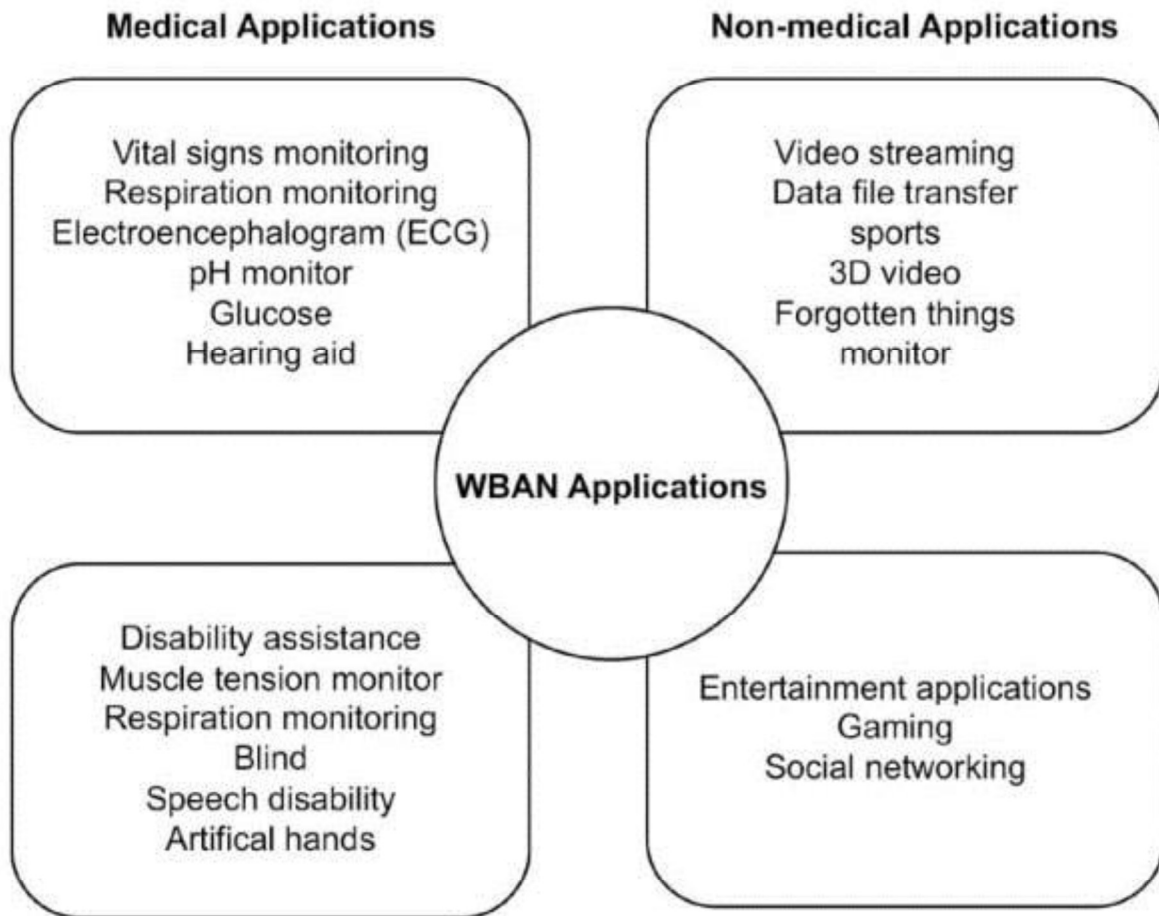 Medical Applications
Non-medical Applications
Vital signs monitoring
Respiration monitoring
Electroencephalogram (ECG)
pH monitor
Glucose
Hearing aid
Video streaming
Data file transfer
sports
3D video
Forgotten things
monitor
WBAN Applications
Disability assistance
Muscle tension monitor
Respiration monitoring
Blind
Speech disability
Artifical hands
Entertainment applications
Gaming
Social networking